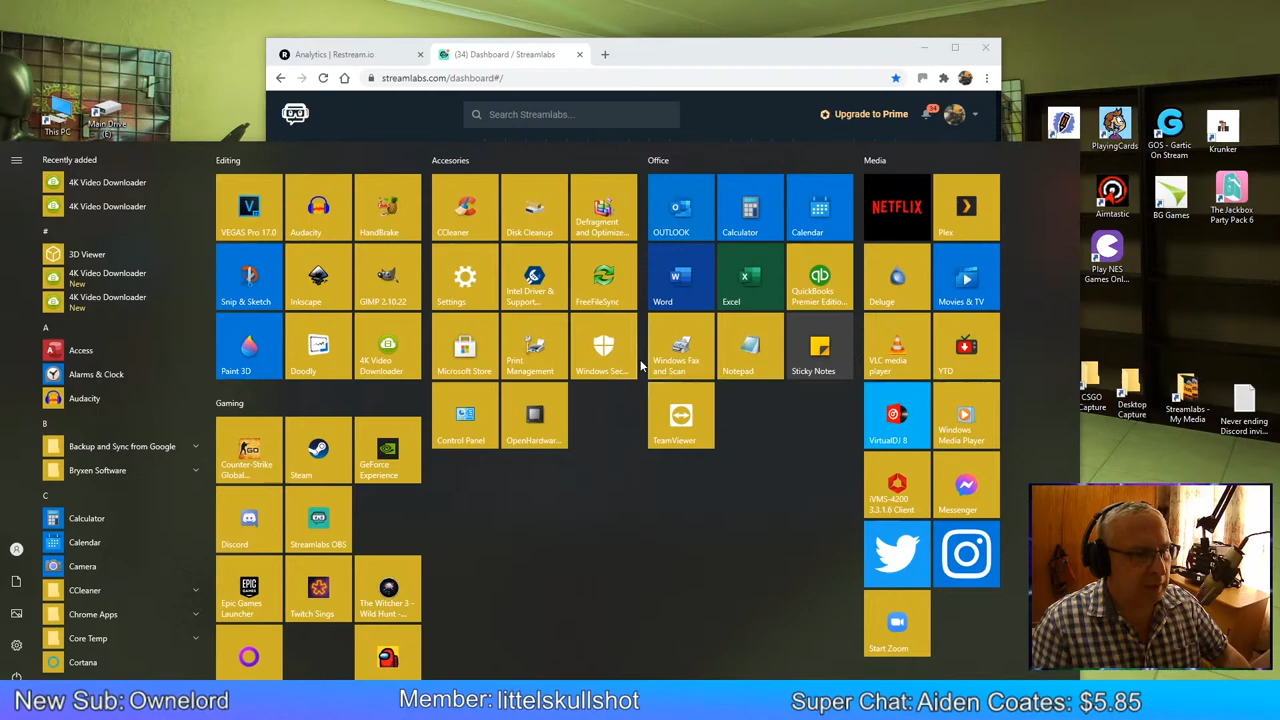 Analytics | Restream.io
(34) Dashboard / Streamlabs
streamlabs.com/dashboard#/
Search Streamlabs...
Upgrade to Prime
34
This PC
Main Drive
(E)
PlayingCards
GOS - Gartic
On Stream
Krunker
Aimtastic
BG Games
The Jackbox
Party Pack 6
Play NES
Games Onl...
CSGO
Capture
Desktop
Capture
Streamlabs -
My Media
Never ending
Discord invi...
Recently added
4K Video Downloader
4K Video Downloader
#
3D Viewer
4K Video Downloader
New
4K Video Downloader
New
A
Access
Alarms & Clock
Audacity
B
Backup and Sync from Google
Bryxen Software
C
Calculator
Calendar
Camera
CCleaner
Chrome Apps
Core Temp
Cortana
Editing
VEGAS Pro 17.0
Audacity
HandBrake
Snip & Sketch
Inkscape
GIMP 2.10.22
Paint 3D
Doodly
4K Video
Downloader
Gaming
Counter-Strike
Global...
Steam
GeForce
Experience
Discord
Streamlabs OBS
Epic Games
Launcher
Twitch Sings
The Witcher 3 -
Wild Hunt -...
Accesories
CCleaner
Disk Cleanup
Defragment
and Optimize...
Settings
Intel Driver &
Support...
FreeFileSync
Microsoft Store
Print
Management
Windows Sec...
Control Panel
OpenHardwar...
Office
OUTLOOK
Calculator
Calendar
Word
Excel
QuickBooks
Premier Editio...
Windows Fax
and Scan
Notepad
Sticky Notes
TeamViewer
Media
NETFLIX
Plex
Deluge
Movies & TV
VLC media
player
YTD
VirtualDJ 8
Windows
Media Player
iVMS-4200
3.3.1.6 Client
Messenger
Start Zoom
New Sub: Ownelord
Member: littelskullshot
Super Chat: Aiden Coates: $5.85